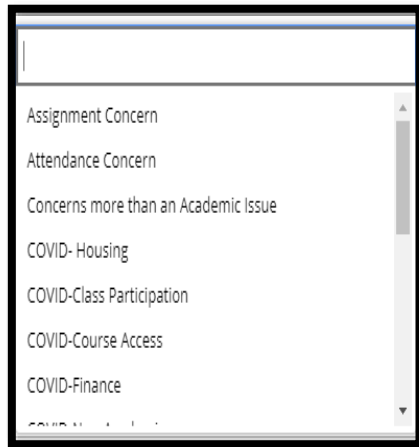 Assignment Concern
Attendance Concern
Concerns more than an Academic Issue
COVID- Housing
COVID-Class Participation
COVID-Course Access
COVID-Finance